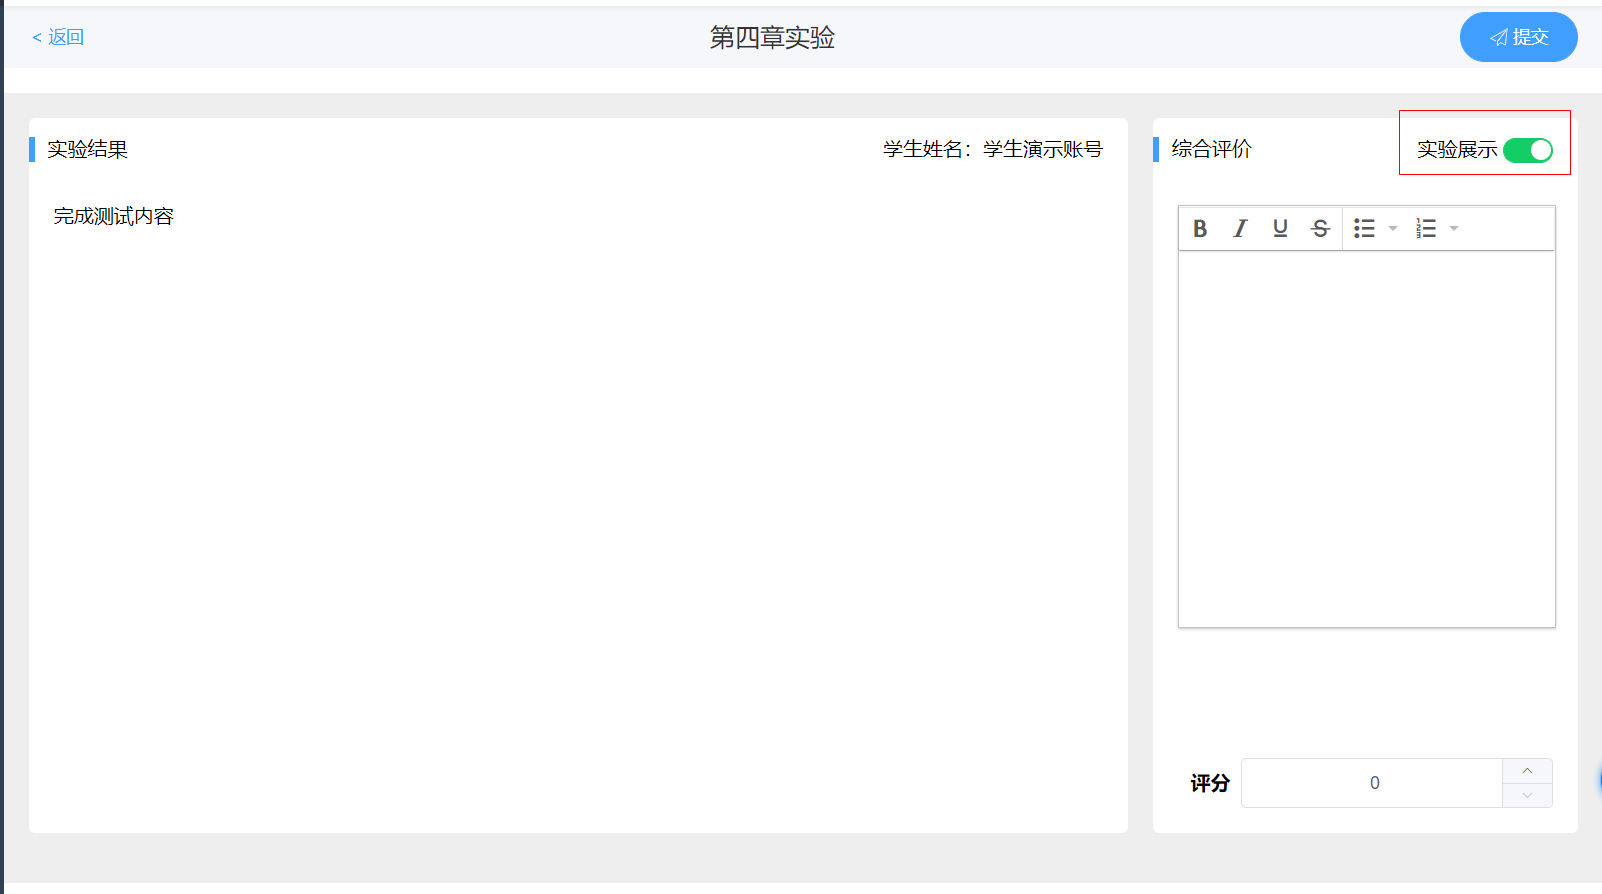 < 返回
第四章实验
提交
实验结果
学生姓名：学生演示账号
完成测试内容
综合评价
实验展示
B I U S
评分
0